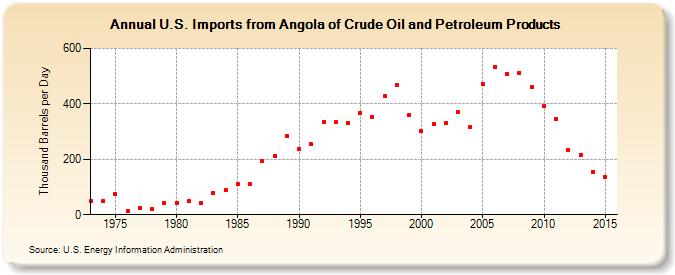 Annual U.S. Imports from Angola of Crude Oil and Petroleum Products
Thousand Barrels per Day
600
400
200
0
1975 1980 1985 1990 1995 2000 2005 2010 2015
Source: U.S. Energy Information Administration